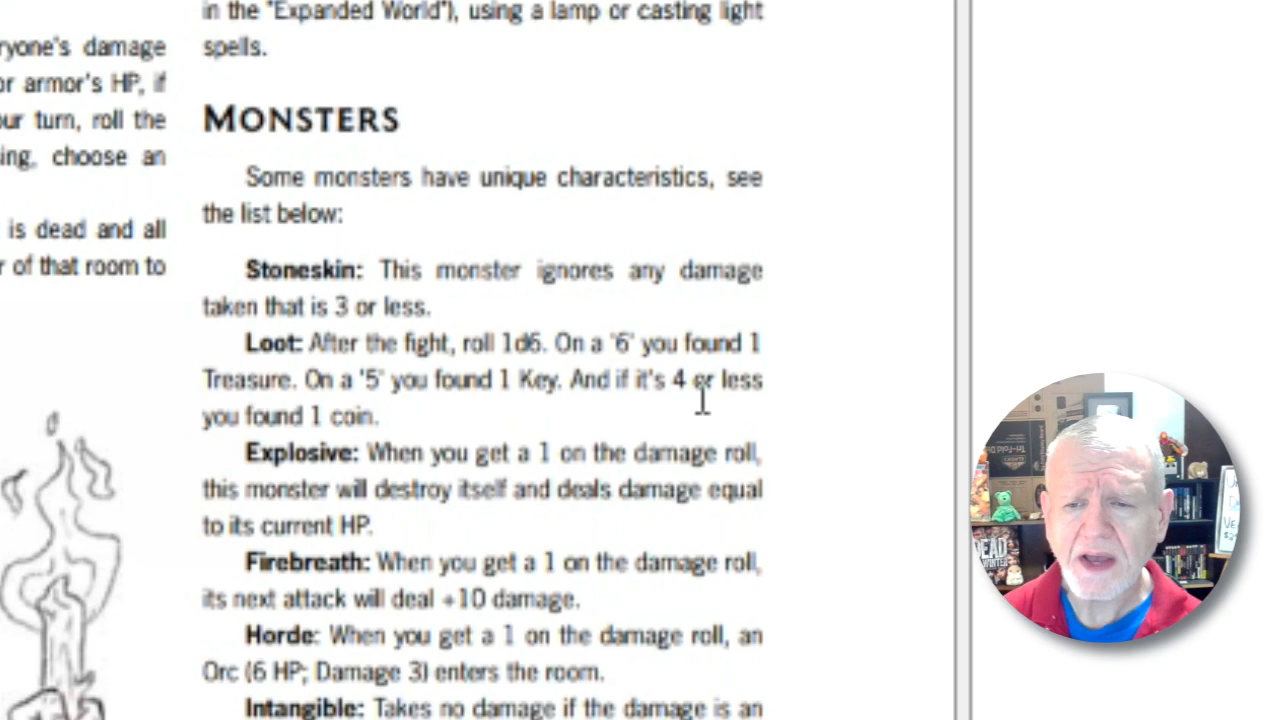 ryone's damage
or armor's HP, if
ur turn, roll the
ing, choose an
is dead and all
r of that room to
in the "Expanded World"), using a lamp or casting light
spells.
MONSTERS
Some monsters have unique characteristics, see
the list below:
Stoneskin: This monster ignores any damage
taken that is 3 or less.
Loot: After the fight, roll 1d6. On a '6' you found 1
Treasure. On a '5' you found 1 Key. And if it's 4 or less
you found 1 coin.
Explosive: When you get a 1 on the damage roll,
this monster will destroy itself and deals damage equal
to its current HP.
Firebreath: When you get a 1 on the damage roll,
its next attack will deal +10 damage.
Horde: When you get a 1 on the damage roll, an
Orc (6 HP; Damage 3) enters the room.
Intangible: Takes no damage if the damage is an
DEAD
WINTER